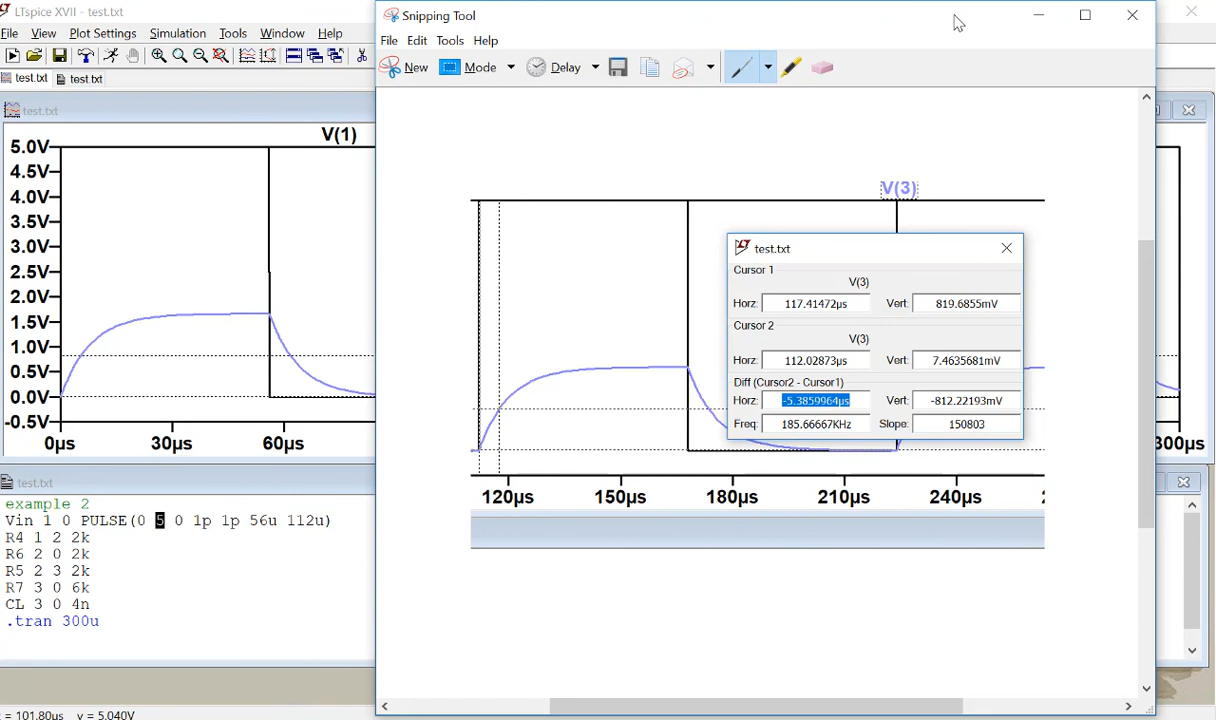 LTspice XVII - test.txt
File View Plot Settings Simulation Tools Window Help
test.txt test.txt
test.txt
V(1)
5.0V
4.5V
4.0V
3.5V
3.0V
2.5V
2.0V
1.5V
1.0V
0.5V
0.0V
-0.5V
0µs 30µs 60µs
300µs
test.txt
example 2
Vin 1 0 PULSE(0 5 0 1p 1p 56u 112u)
R4 1 2 2k
R6 2 0 2k
R5 2 3 2k
R7 3 0 6k
CL 3 0 4n
.tran 300u
= 101.80µs y = 5.040V
Snipping Tool
File Edit Tools Help
New Mode Delay
V(3)
test.txt
Cursor 1
V(3)
Horz: 117.41472µs Vert: 819.6855mV
Cursor 2
V(3)
Horz: 112.02873µs Vert: 7.4635681mV
Diff (Cursor2 - Cursor1)
Horz: -5.3859964µs Vert: -812.22193mV
Freq: 185.66667KHz Slope: 150803
120µs 150µs 180µs 210µs 240µs